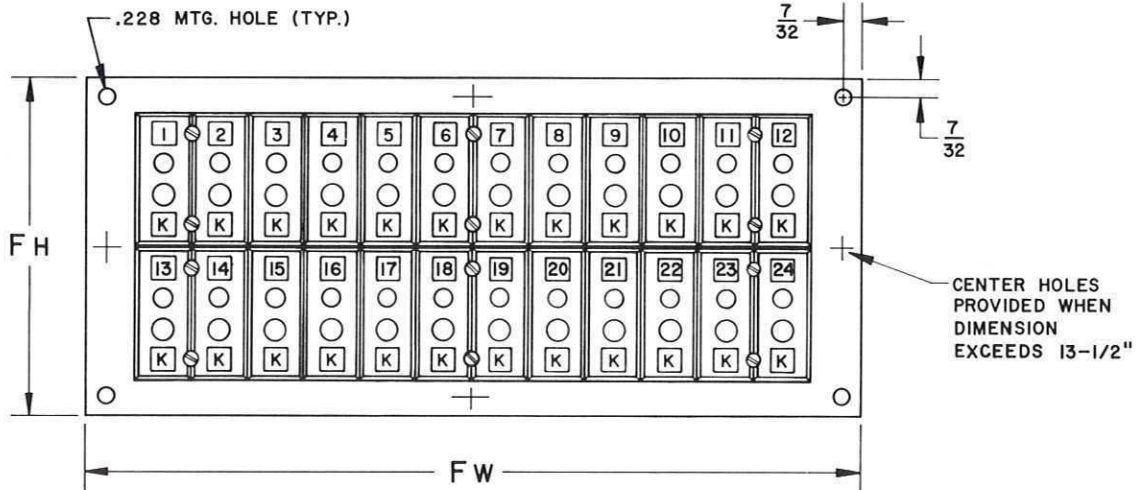 .228 MTG. HOLE (TYP.)
7
32
7
32
1 2 3 4 5 6 7 8 9 10 11 12
K K K K K K K K K K K K
FH
13 14 15 16 17 18 19 20 21 22 23 24
K K K K K K K K K K K K
CENTER HOLES
PROVIDED WHEN
DIMENSION
EXCEEDS 13-1/2"
FW